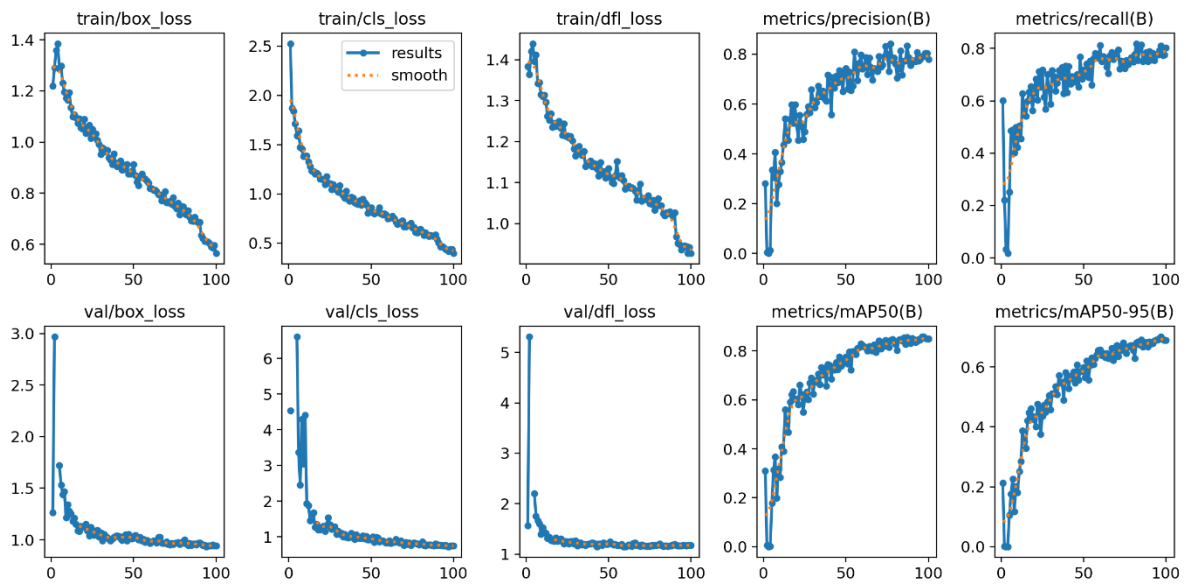 train/box_loss
train/cls_loss
train/dfl_loss
metrics/precision(B)
metrics/recall(B)
1.4
1.2
1.0
0.8
0.6
0 50 100
2.5
2.0
1.5
1.0
0.5
0 50 100
results
smooth
1.4
1.3
1.2
1.1
1.0
0 50 100
0.8
0.6
0.4
0.2
0.0
0 50 100
0.8
0.6
0.4
0.2
0.0
0 50 100
val/box_loss
val/cls_loss
val/dfl_loss
metrics/mAP50(B)
metrics/mAP50-95(B)
3.0
2.5
2.0
1.5
1.0
0 50 100
6
5
4
3
2
1
0 50 100
5
4
3
2
1
0 50 100
0.8
0.6
0.4
0.2
0.0
0 50 100
0.6
0.4
0.2
0.0
0 50 100